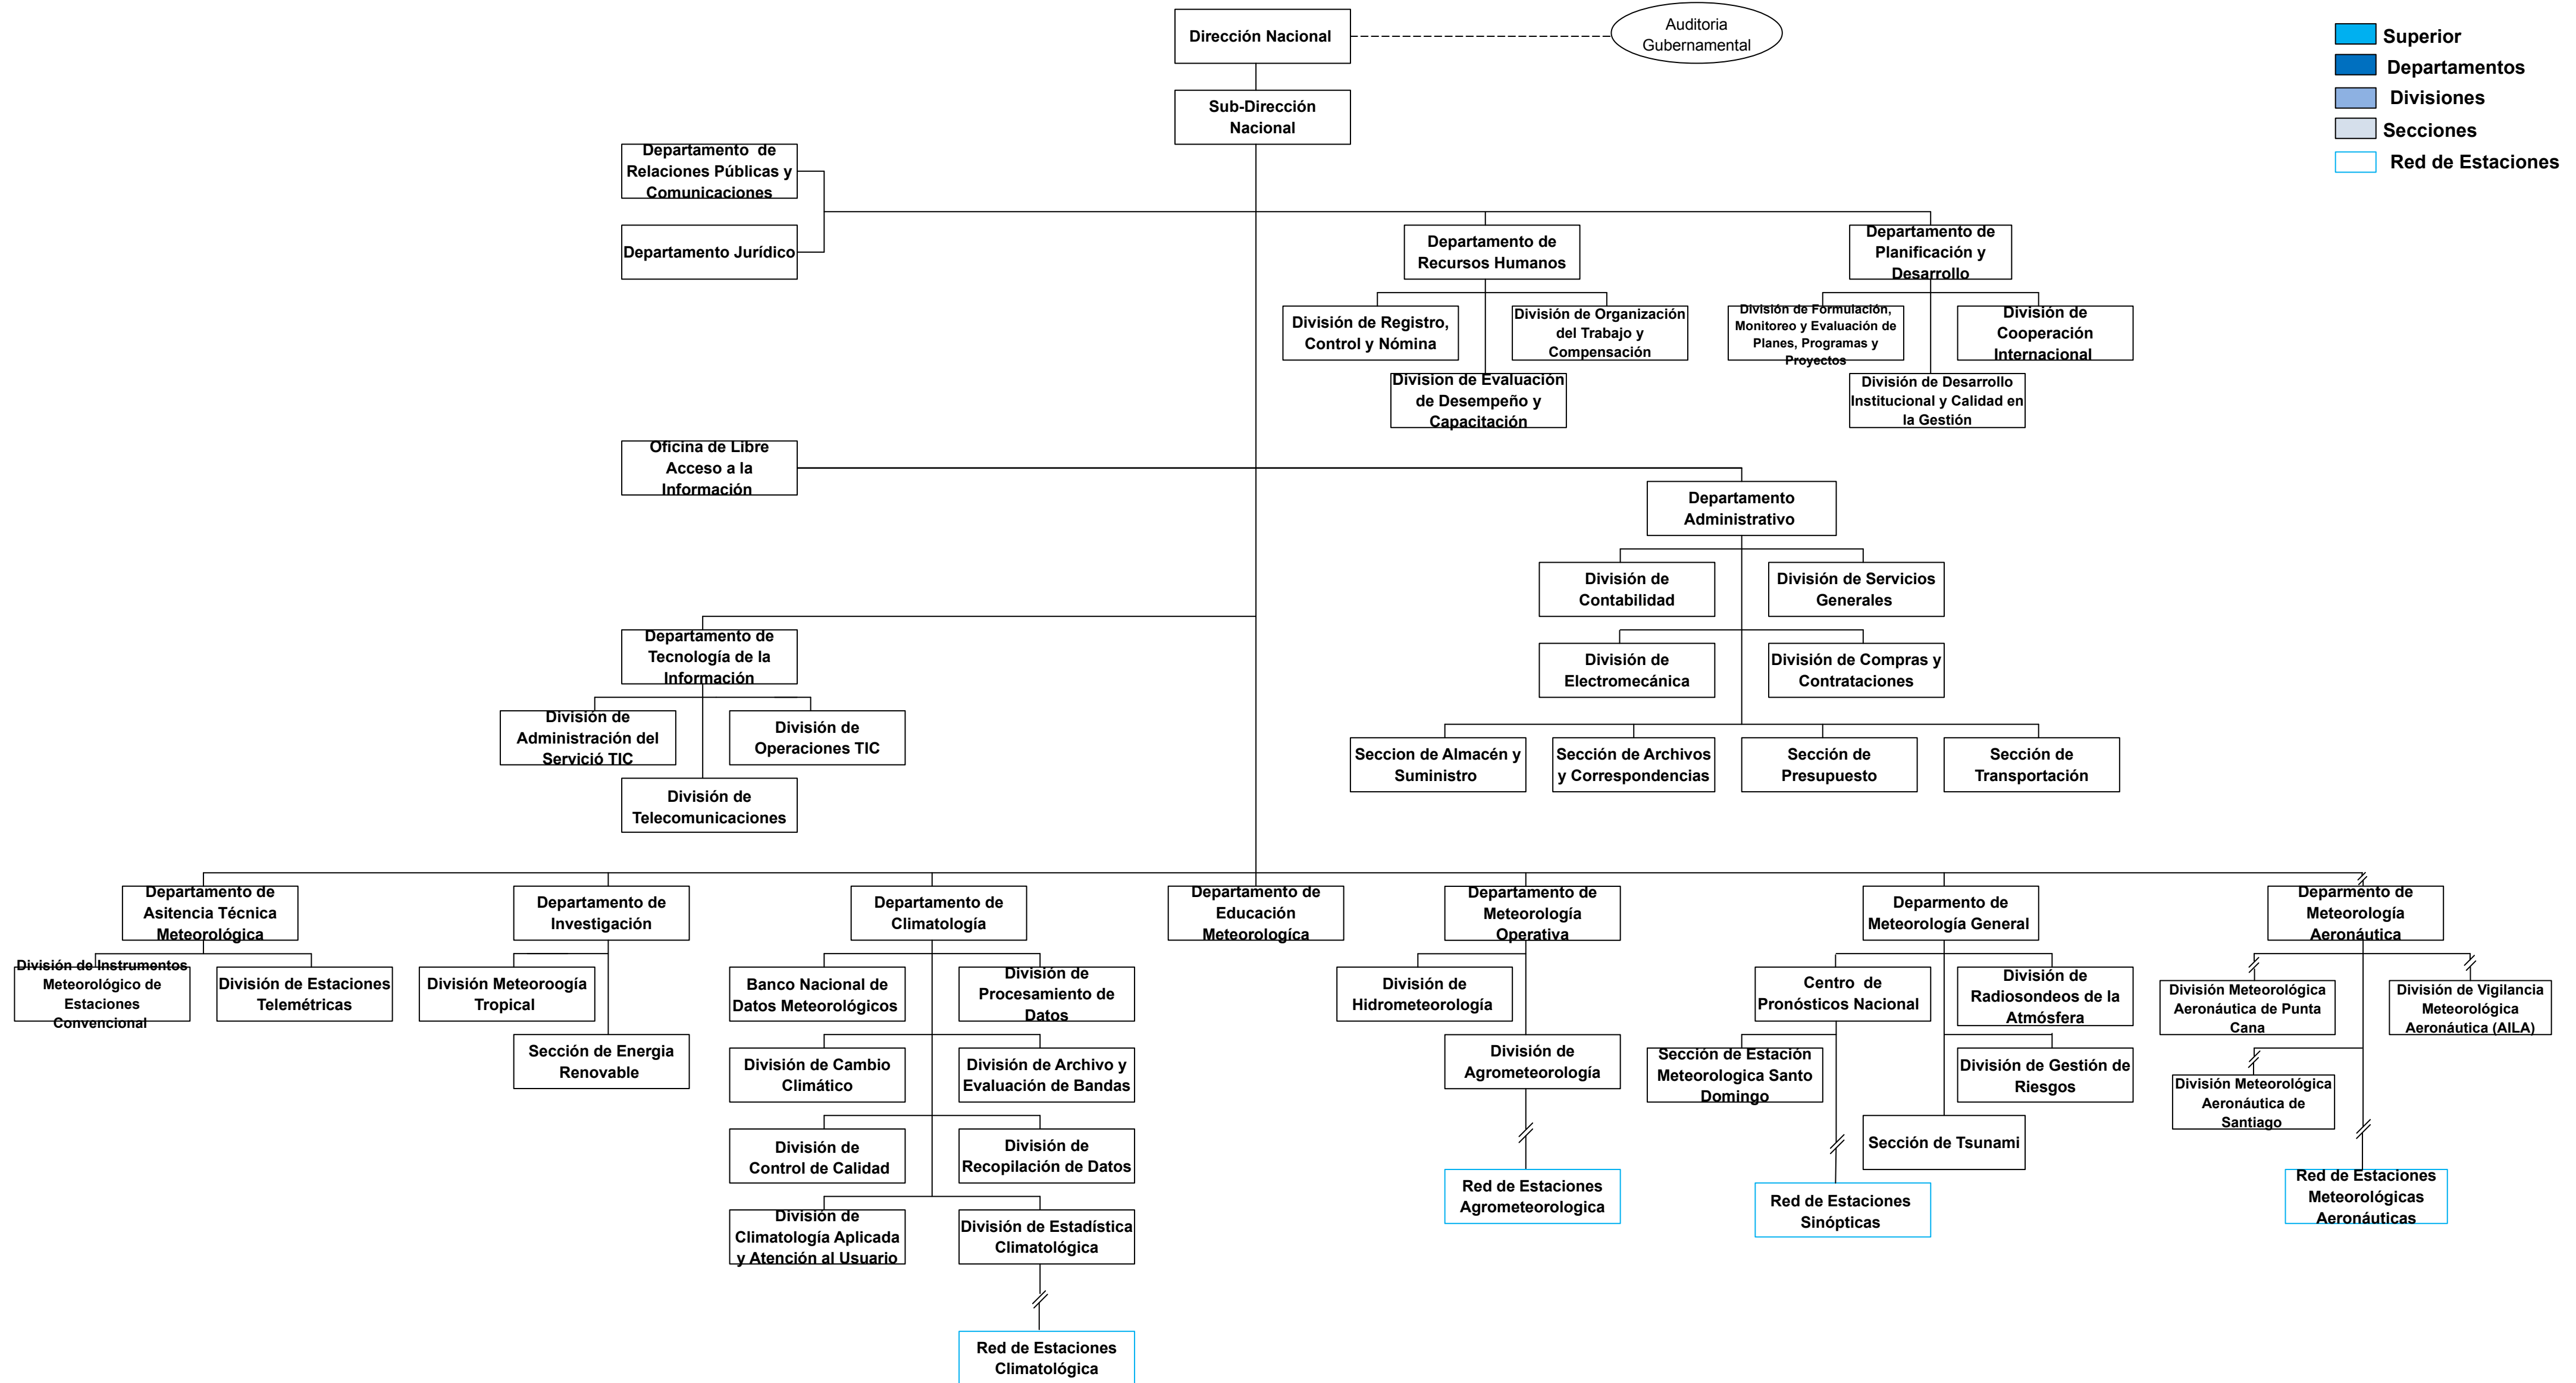 Dirección Nacional
Auditoria
Gubernamental
Superior
Departamentos
Divisiones
Secciones
Red de Estaciones
Sub-Dirección
Nacional
Departamento de
Relaciones Públicas y
Comunicaciones
Departamento Jurídico
Departamento de
Recursos Humanos
Departamento de
Planificación y
Desarrollo
División de Registro,
Control y Nómina
División de Organización
del Trabajo y
Compensación
División de Formulación,
Monitoreo y Evaluación de
Planes, Programas y
Proyectos
División de
Cooperación
Internacional
Division de Evaluación
de Desempeño y
Capacitación
División de Desarrollo
Institucional y Calidad en
la Gestión
Oficina de Libre
Acceso a la
Información
Departamento
Administrativo
División de
Contabilidad
División de Servicios
Generales
División de
Electromecánica
División de Compras y
Contrataciones
Departamento de
Tecnología de la
Información
División de
Administración del
Servició TIC
División de
Operaciones TIC
División de
Telecomunicaciones
Seccion de Almacén y
Suministro
Sección de Archivos
y Correspondencias
Sección de
Presupuesto
Sección de
Transportación
Departamento de
Asitencia Técnica
Meteorológica
Departamento de
Investigación
Departamento de
Climatología
Departamento de
Educación
Meteorologíca
Departamento de
Meteorología
Operativa
Deparmento de
Meteorología General
Deparmento de
Meteorología
Aeronáutica
División de Instrumentos
Meteorológico de
Estaciones
Convencional
División de Estaciones
Telemétricas
División Meteoroogía
Tropical
Banco Nacional de
Datos Meteorológicos
División de
Procesamiento de
Datos
División de
Hidrometeorología
Centro de
Pronósticos Nacional
División de
Radiosondeos de la
Atmósfera
División Meteorológica
Aeronáutica de Punta
Cana
División de Vigilancia
Meteorológica
Aeronáutica (AILA)
Sección de Energia
Renovable
División de Cambio
Climático
División de Archivo y
Evaluación de Bandas
División de
Agrometeorología
Sección de Estación
Meteorologica Santo
Domingo
División de Gestión de
Riesgos
División Meteorológica
Aeronáutica de
Santiago
División de
Control de Calidad
División de
Recopilación de Datos
Sección de Tsunami
Red de Estaciones
Agrometeorologica
Red de Estaciones
Sinópticas
Red de Estaciones
Meteorológicas
Aeronáuticas
División de
Climatología Aplicada
y Atención al Usuario
División de Estadística
Climatológica
Red de Estaciones
Climatológica